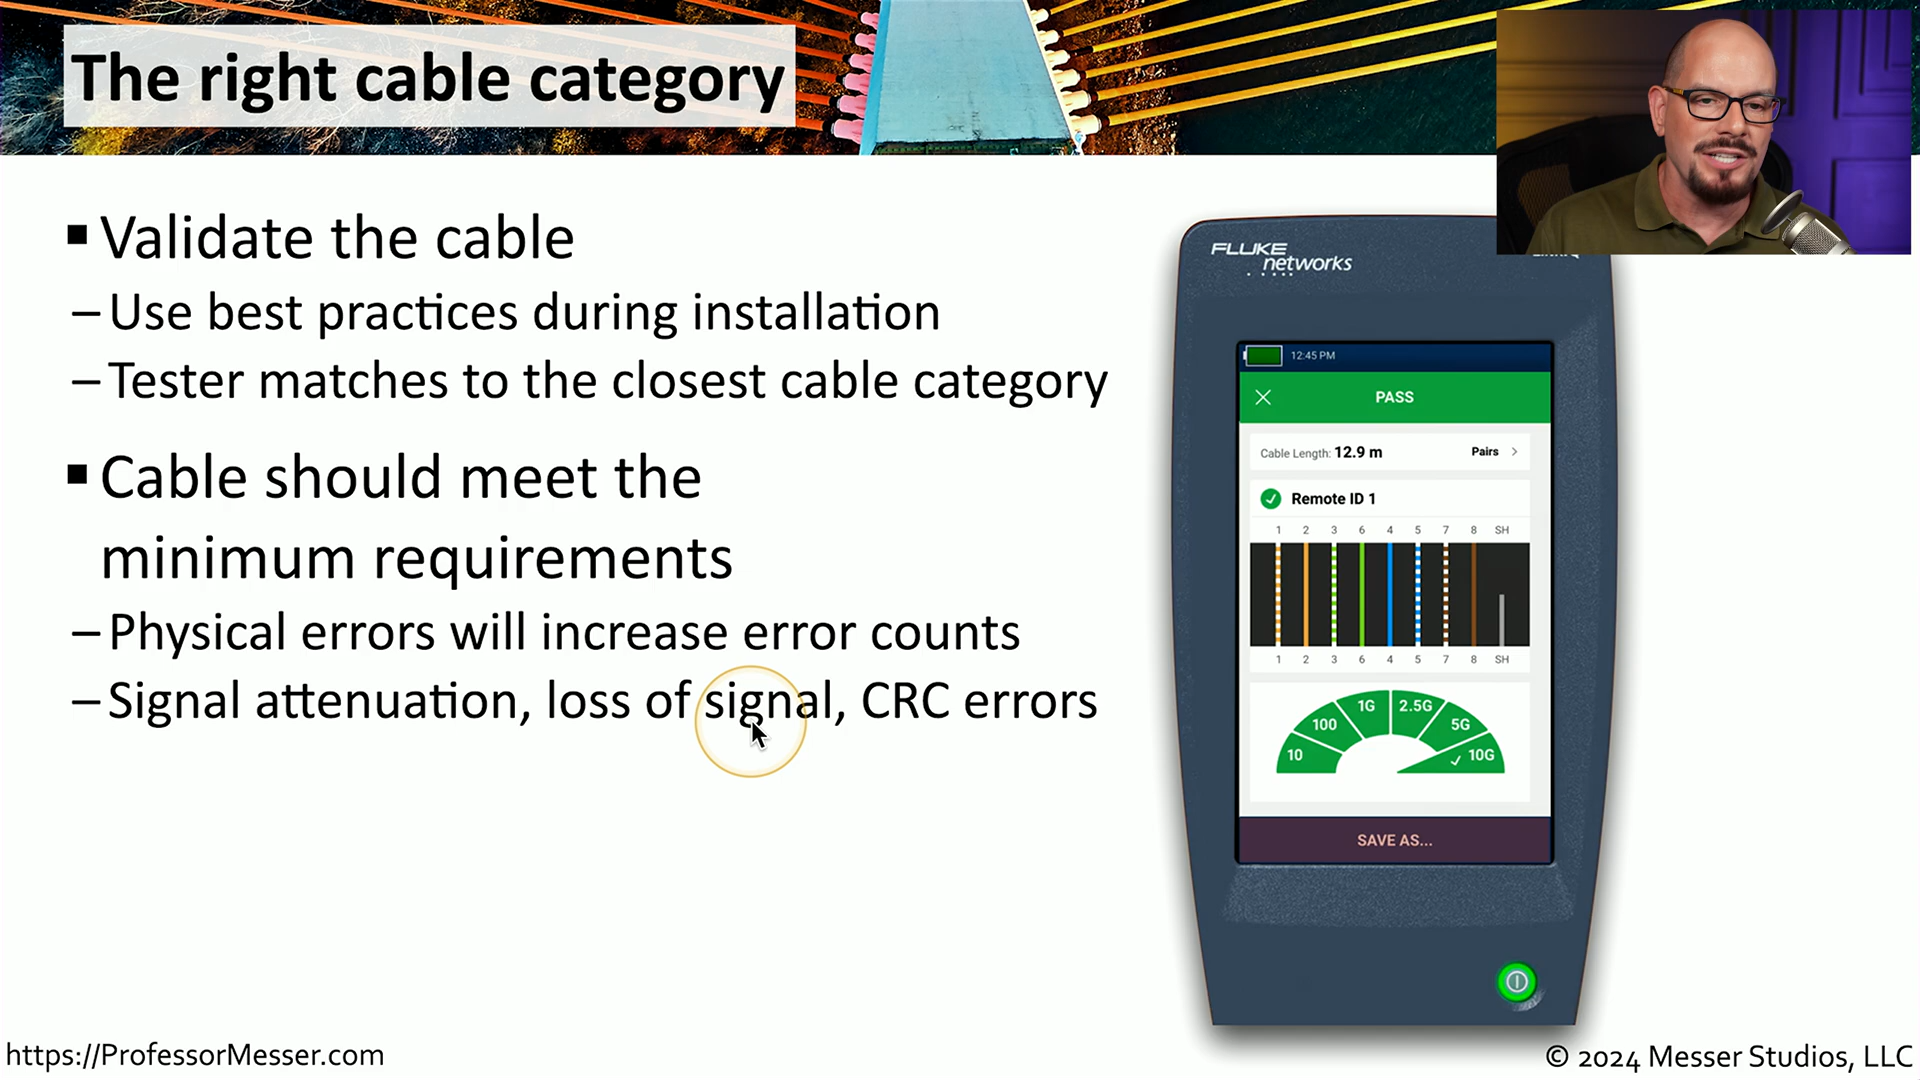 The right cable category
▪ Validate the cable
– Use best practices during installation
– Tester matches to the closest cable category
▪ Cable should meet the
minimum requirements
– Physical errors will increase error counts
– Signal attenuation, loss of signal, CRC errors
FLUKE
networks
12:45 PM
PASS
Cable Length: 12.9 m Pairs >
Remote ID 1
1 2 3 6 4 5 7 8 SH
1 2 3 6 4 5 7 8 SH
10 100 1G 2.5G 5G 10G
SAVE AS...
https://ProfessorMesser.com
© 2024 Messer Studios, LLC